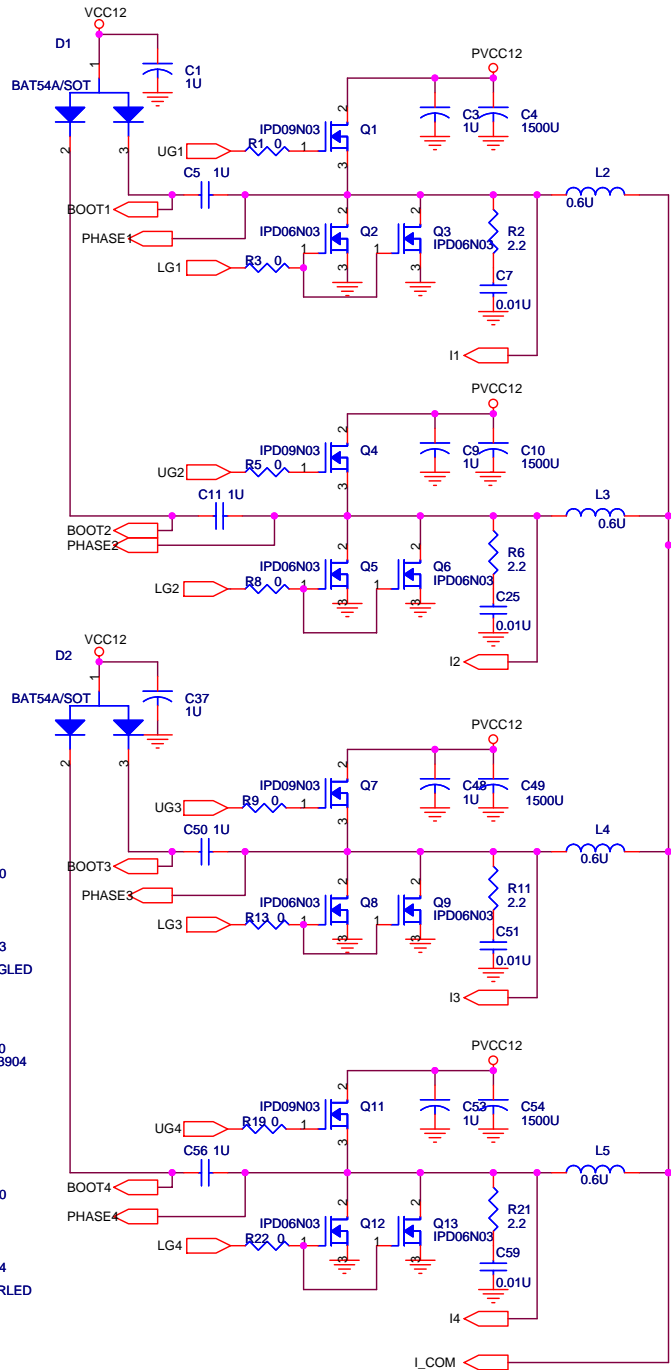 VCC12
D1
C1
1U
1
BAT54A/SOT
2
3
PVCC12
2
IPD09N03
Q1
C3
1U
C4
1500U
UG1
R1 0
1
3
C5 1U
BOOT1
L2
0.6U
PHASE1
IPD06N03
2
Q2
2
Q3
IPD06N03
R2
2.2
LG1
R3 0
1
3
1
3
C7
0.01U
I1
PVCC12
2
IPD09N03
Q4
C9
1U
C10
1500U
UG2
R5 0
1
3
C11 1U
L3
0.6U
BOOT2
PHASE2
IPD06N03
2
Q5
2
Q6
IPD06N03
R6
2.2
LG2
R8 0
1
3
1
3
C25
0.01U
I2
VCC12
D2
C37
1U
1
BAT54A/SOT
2
3
PVCC12
2
IPD09N03
Q7
C48
1U
C49
1500U
UG3
R9 0
1
3
C50 1U
L4
0.6U
BOOT3
0
PHASE3
IPD06N03
2
Q8
2
Q9
IPD06N03
R11
2.2
LG3
R13 0
1
3
1
3
C51
0.01U
3
GLED
I3
0
3904
PVCC12
2
IPD09N03
Q11
C53
1U
C54
1500U
UG4
R19 0
1
3
C56 1U
L5
0.6U
BOOT4
0
PHASE4
IPD06N03
2
Q12
2
Q13
IPD06N03
R21
2.2
LG4
R22 0
1
3
1
3
C59
0.01U
4
RLED
I4
I_COM